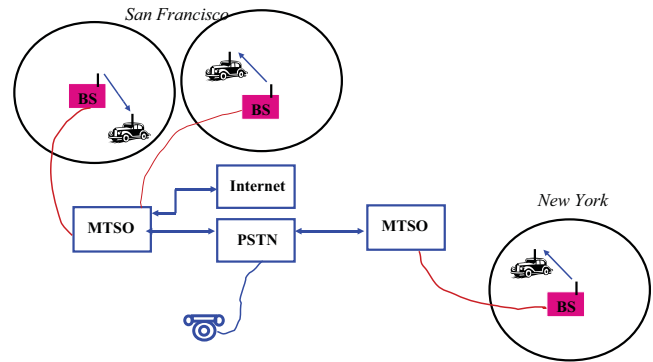 San Francisco
BS
BS
Internet
MTSO
PSTN
MTSO
New York
BS